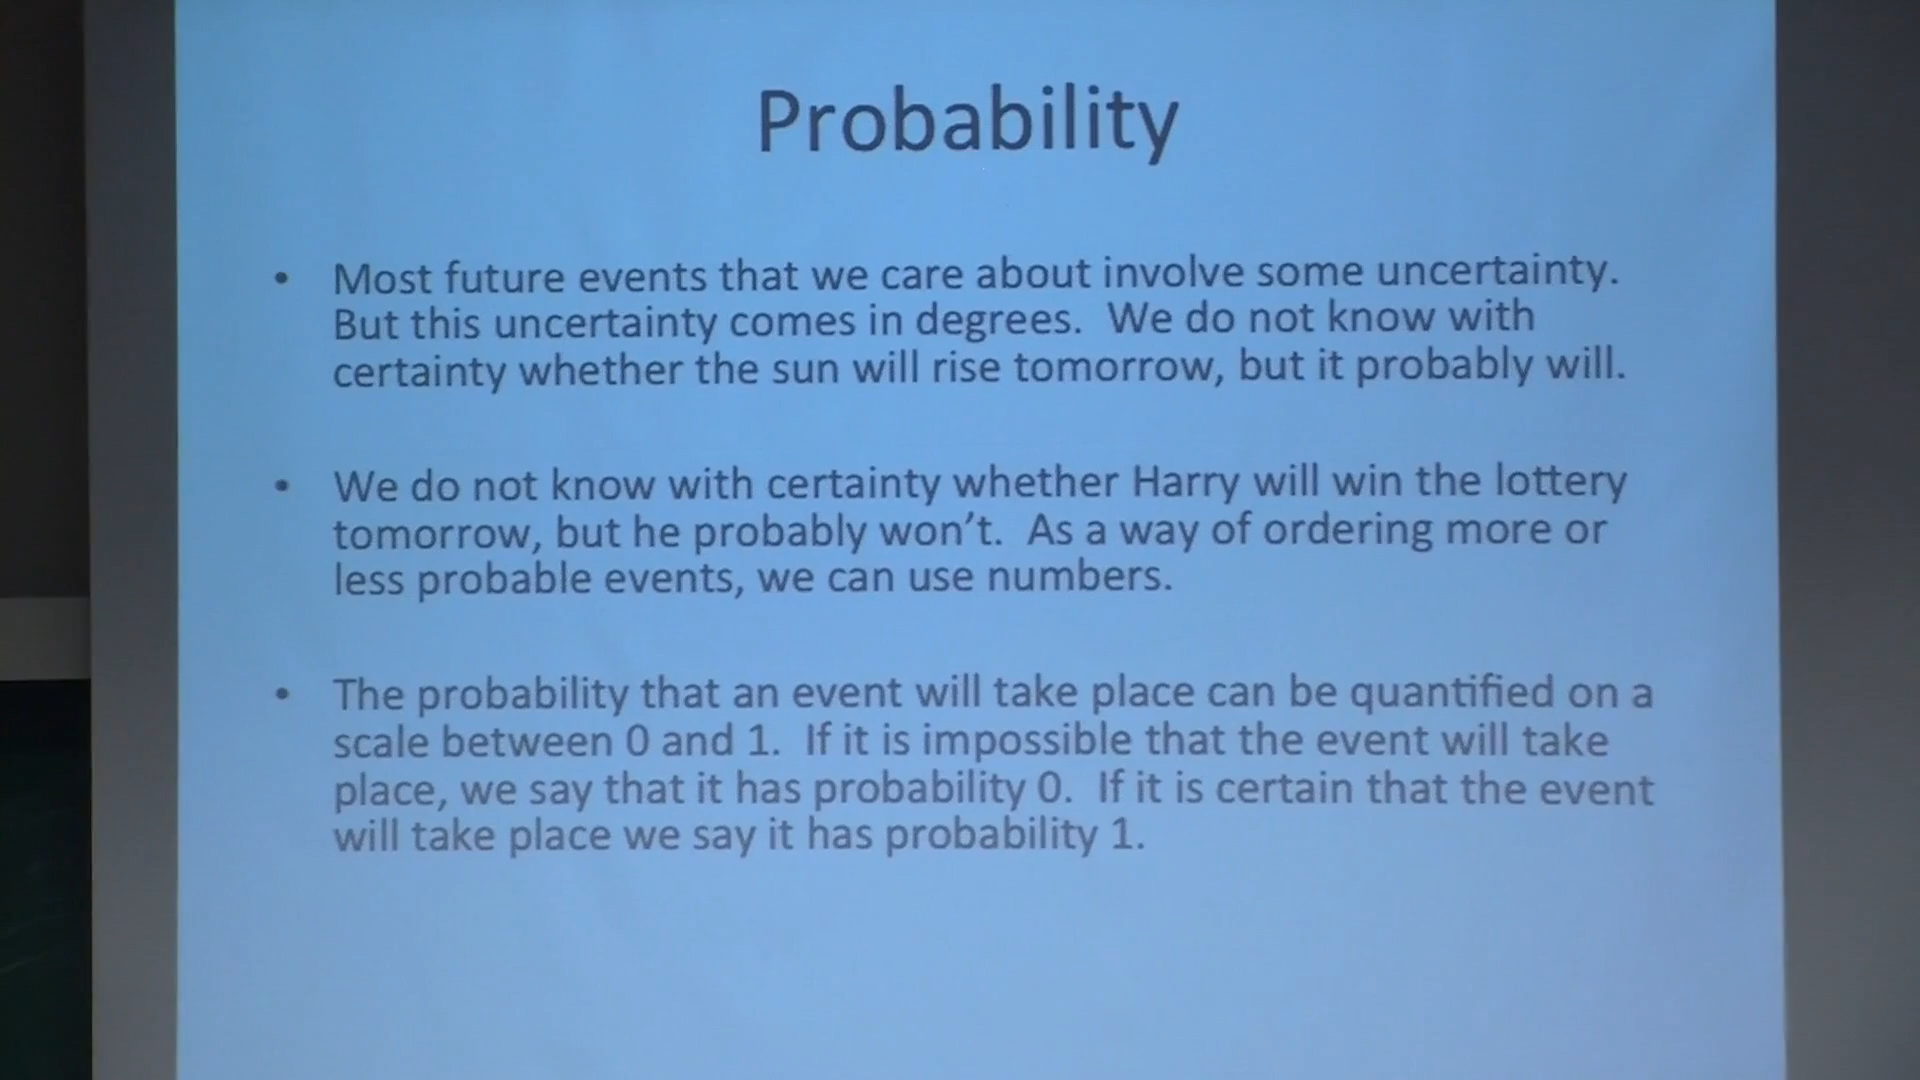 Probability
• Most future events that we care about involve some uncertainty.
But this uncertainty comes in degrees.  We do not know with
certainty whether the sun will rise tomorrow, but it probably will.
• We do not know with certainty whether Harry will win the lottery
tomorrow, but he probably won’t.  As a way of ordering more or
less probable events, we can use numbers.
• The probability that an event will take place can be quantified on a
scale between 0 and 1.  If it is impossible that the event will take
place, we say that it has probability 0.  If it is certain that the event
will take place we say it has probability 1.